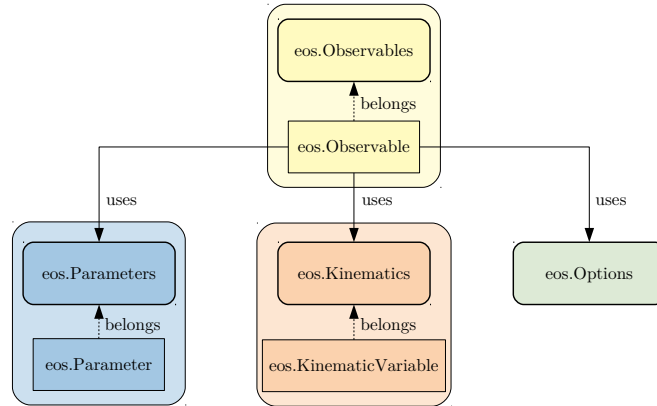 eos.Observables
belongs
eos.Observable
uses
uses
uses
eos.Parameters
eos.Kinematics
eos.Options
belongs
belongs
eos.Parameter
eos.KinematicVariable